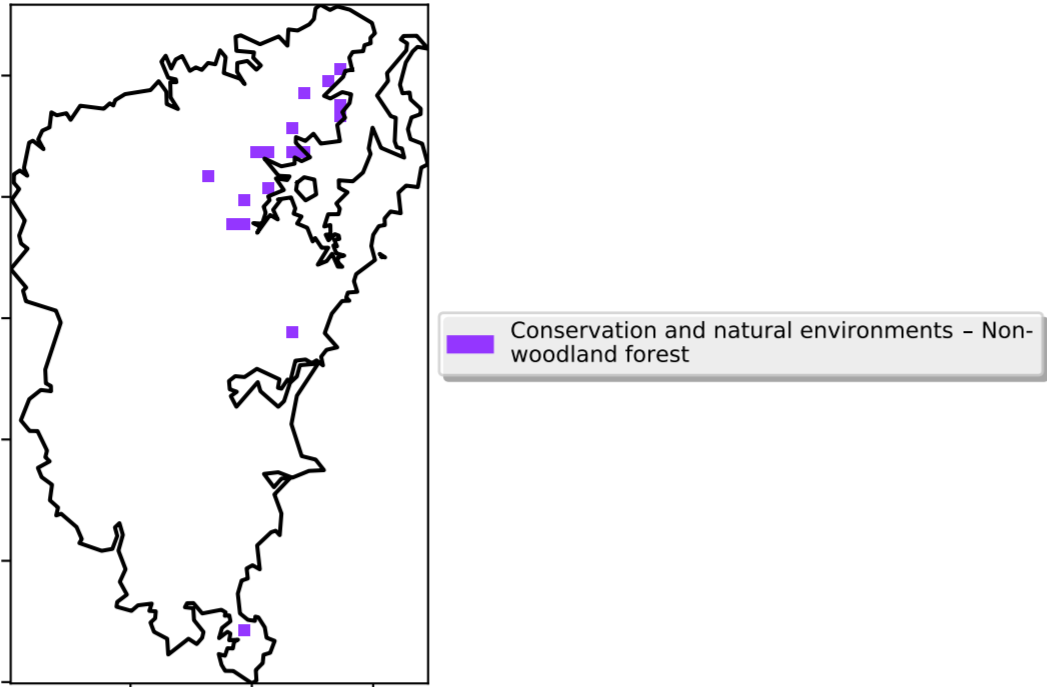 Conservation and natural environments – Non-
woodland forest